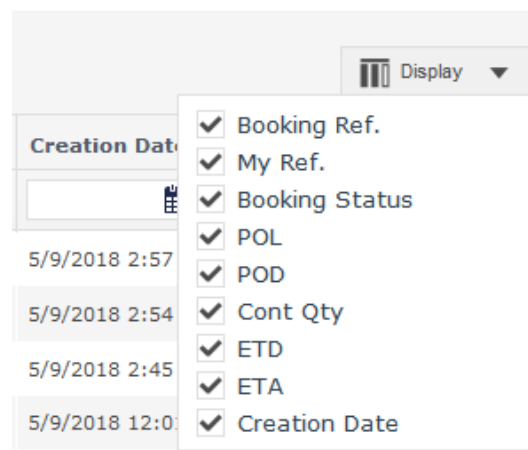 Display
Creation Dat
Booking Ref.
My Ref.
Booking Status
POL
POD
Cont Qty
ETD
ETA
Creation Date
5/9/2018 2:57
5/9/2018 2:54
5/9/2018 2:45
5/9/2018 12:0